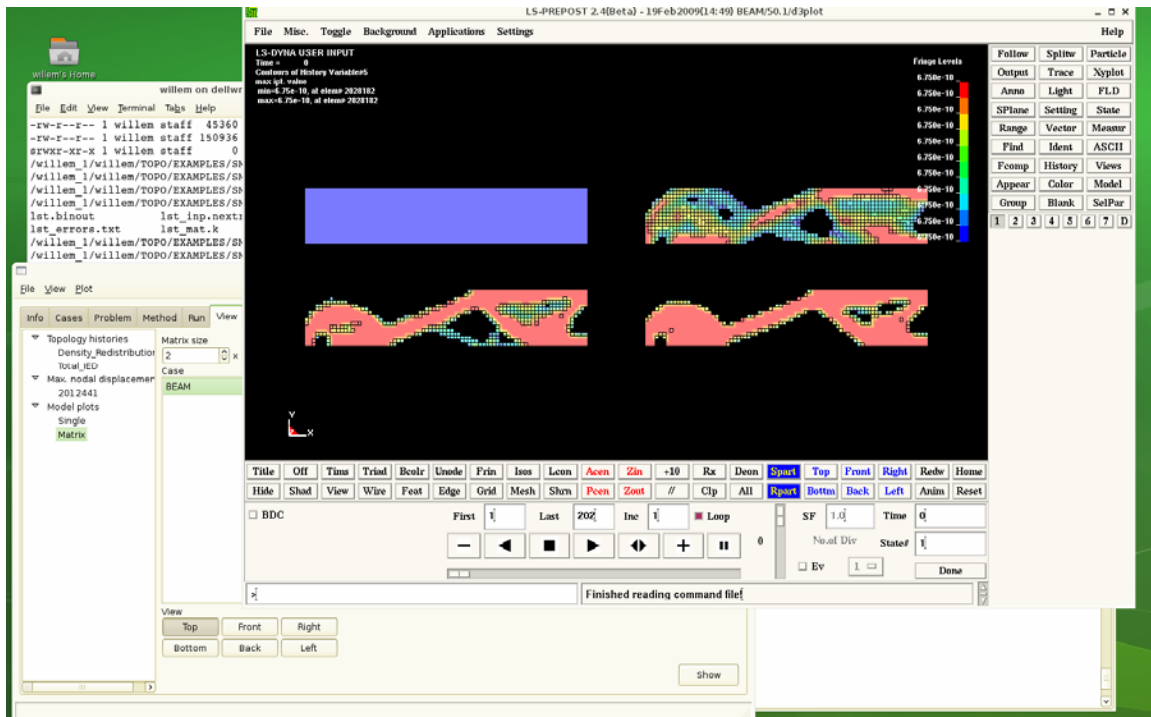 LS-PREPOST 2.4(Beta) - 19Feb2009(14:49) BEAM/50.1/d3plot
File Misc. Toggle Background Applications Settings Help
LS-DYNA USER INPUT
Time = 0
Contours of History Variable#5
max ipt. value
min=6.75e-10, at elem# 2028182
max=6.75e-10, at elem# 2028182
Fringe Levels
6.750e-10
6.750e-10
6.750e-10
6.750e-10
6.750e-10
6.750e-10
6.750e-10
6.750e-10
6.750e-10
6.750e-10
6.750e-10
Follow Splitw Particle
Output Trace Xyplot
Anno Light FLD
SPlane Setting State
Range Vector Measur
Find Ident ASCII
Fcomp History Views
Appear Color Model
Group Blank SelPar
1 2 3 4 5 6 7 D
Y
X
Title Off Tims Triad Bcolr Unode Frin Isos Lcon Acen Zin +10 Rx Deon Spart Top Front Right Redw Home
Hide Shad View Wire Feat Edge Grid Mesh Shrn Pcen Zout // Clp All Rpart Bottm Back Left Anim Reset
BDC First 1 Last 202 Inc 1 Loop SF 1.0 Time 0
0 No.of Div State# 1
Ev 1 Done
> Finished reading command file!
willem's Home
willem on dellwr
File Edit View Terminal Tabs Help
-rw-r--r-- 1 willem staff 45360
-rw-r--r-- 1 willem staff 150936
srwxr-xr-x 1 willem staff 0
/willem_1/willem/TOPO/EXAMPLES/SM
/willem_1/willem/TOPO/EXAMPLES/SM
/willem_1/willem/TOPO/EXAMPLES/SM
/willem_1/willem/TOPO/EXAMPLES/SM
lst.binout lst_inp.nextr
lst_errors.txt lst_mat.k
/willem_1/willem/TOPO/EXAMPLES/SM
/willem_1/willem/TOPO/EXAMPLES/SM
File View Plot
Info Cases Problem Method Run View
Topology histories
Density_Redistribution
Total_IED
Max. nodal displacemen
2012441
Model plots
Single
Matrix
Matrix size
2 x
Case
BEAM
View
Top Front Right
Bottom Back Left
Show